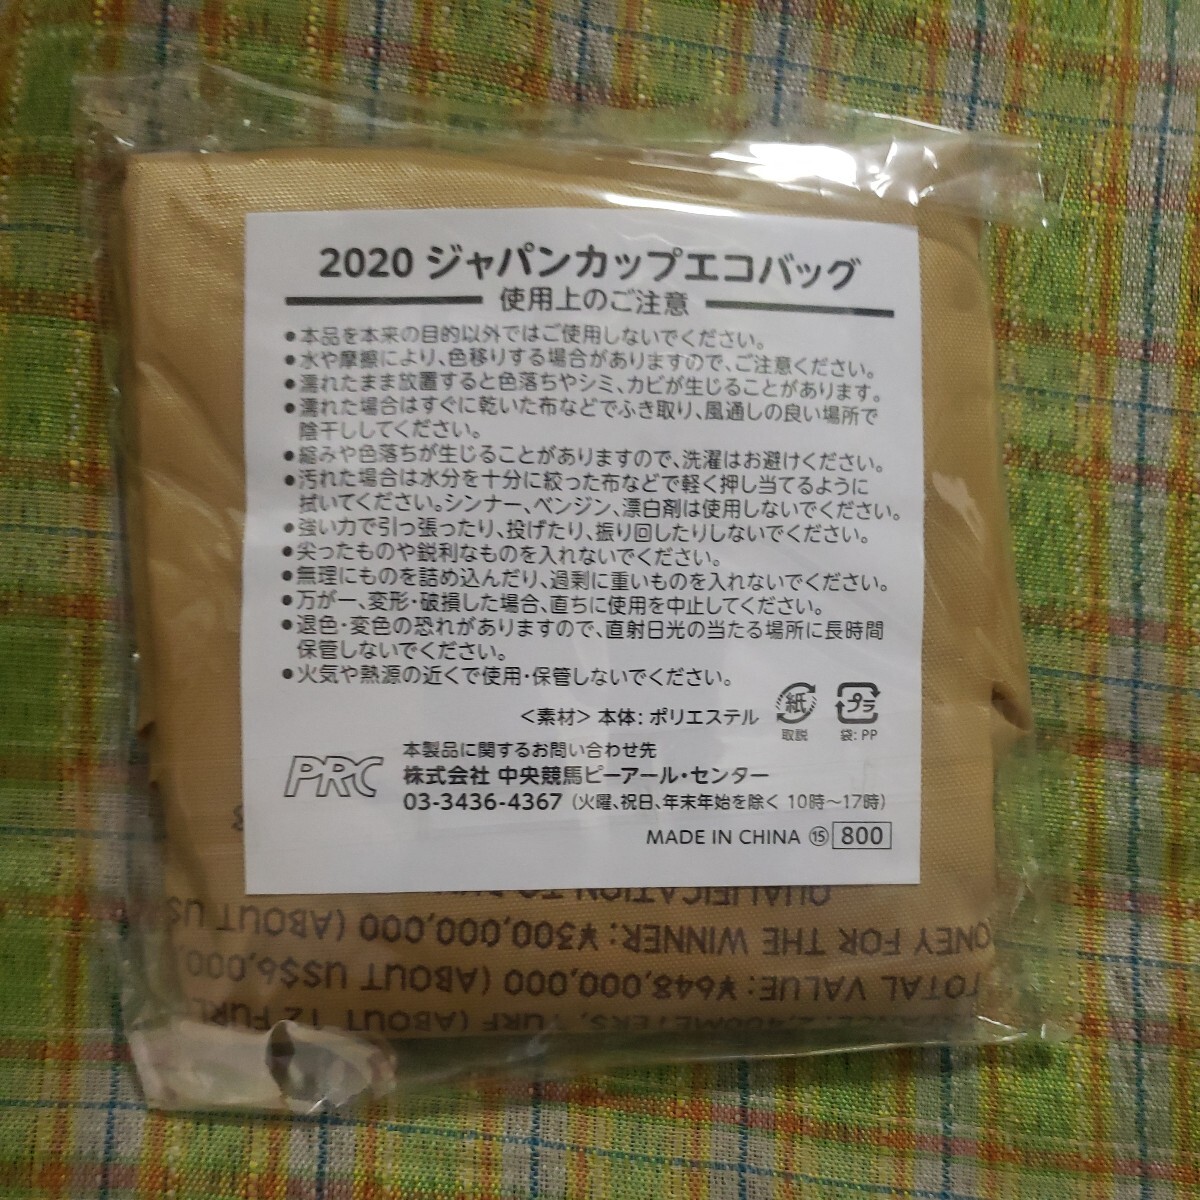 2020 ジャパンカップエコバッグ
使用上のご注意
●本品を本来の目的以外ではご使用しないでください。
●水や摩擦により、色移りする場合がありますので、ご注意ください。
●濡れたまま放置すると色落ちやシミ、カビが生じることがあります。
●濡れた場合はすぐに乾いた布などでふき取り、風通しの良い場所で
陰干ししてください。
●縮みや色落ちが生じることがありますので、洗濯はお避けください。
●汚れた場合は水分を十分に絞った布などで軽く押し当てるように
拭いてください。シンナー、ベンジン、漂白剤は使用しないでください。
●強い力で引っ張ったり、投げたり、振り回したりしないでください。
●尖ったものや鋭利なものを入れないでください。
●無理にものを詰め込んだり、過剰に重いものを入れないでください。
●万が一、変形・破損した場合、直ちに使用を中止してください。
●退色・変色の恐れがありますので、直射日光の当たる場所に長時間
保管しないでください。
●火気や熱源の近くで使用・保管しないでください。
<素材> 本体: ポリエステル
紙 プラ
取説 袋: PP
PRC 本製品に関するお問い合わせ先
株式会社 中央競馬ピーアール・センター
03-3436-4367 (火曜、祝日、年末年始を除く 10時〜17時)
MADE IN CHINA ⑮ 800
QUALIFICATION TO
ONEY FOR THE WINNER: ¥300,000,000 (ABOUT US
TOTAL VALUE: ¥648,000,000 (ABOUT US$6,000,
2,400METERS, TURF (ABOUT 12 FURL